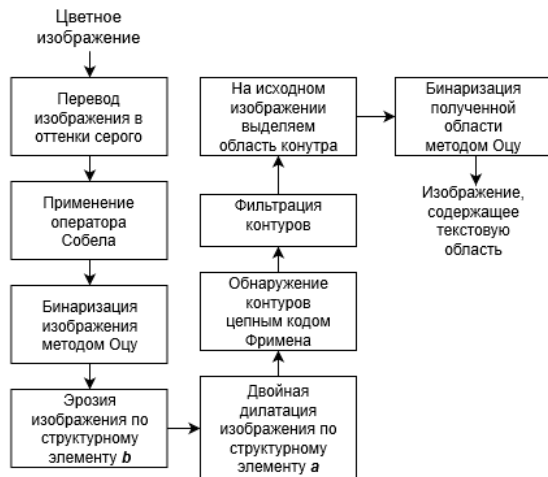 Цветное
изображение
Перевод
изображения в
оттенки серого
Применение
оператора
Собела
Бинаризация
изображения
методом Оцу
Эрозия
изображения по
структурному
элементу b
Двойная
дилатация
изображения по
структурному
элементу a
Обнаружение
контуров
цепным кодом
Фримена
Фильтрация
контуров
На исходном
изображении
выделяем
область конутра
Бинаризация
полученной
области
методом Оцу
Изображение,
содержащее
текстовую
область